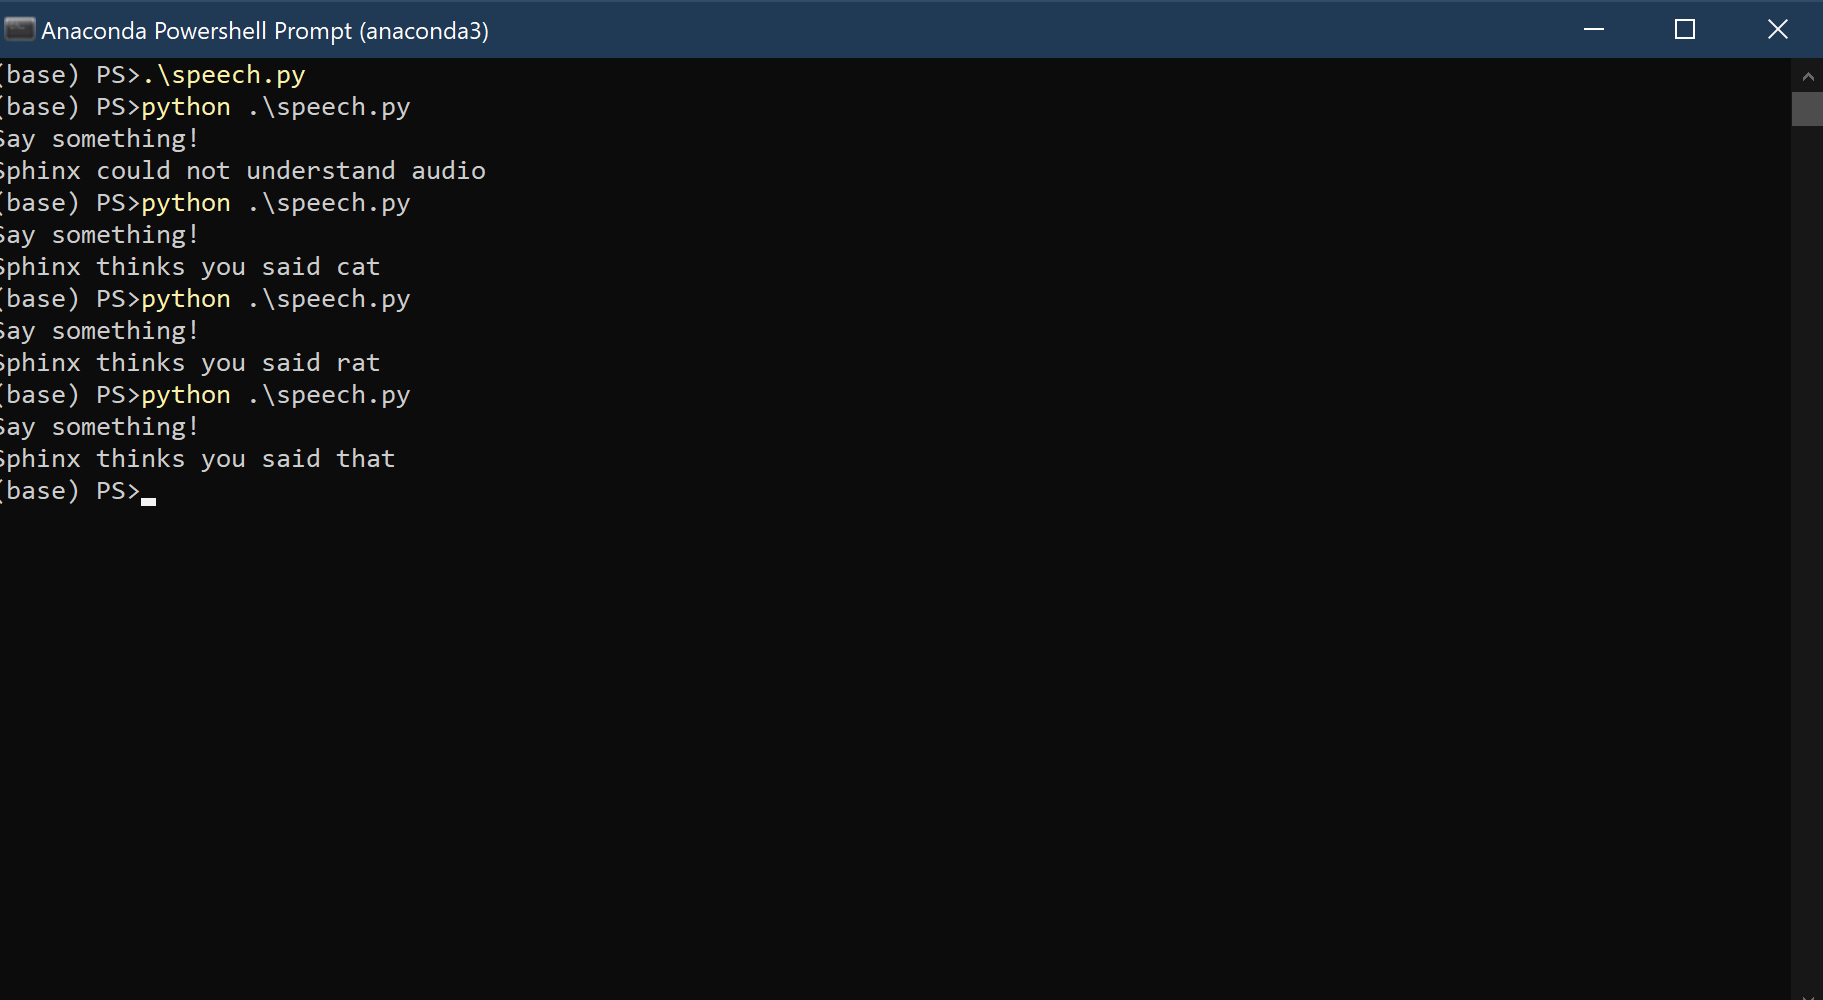 Anaconda Powershell Prompt (anaconda3)
(base) PS>.\speech.py
(base) PS>python .\speech.py
Say something!
Sphinx could not understand audio
(base) PS>python .\speech.py
Say something!
Sphinx thinks you said cat
(base) PS>python .\speech.py
Say something!
Sphinx thinks you said rat
(base) PS>python .\speech.py
Say something!
Sphinx thinks you said that
(base) PS>